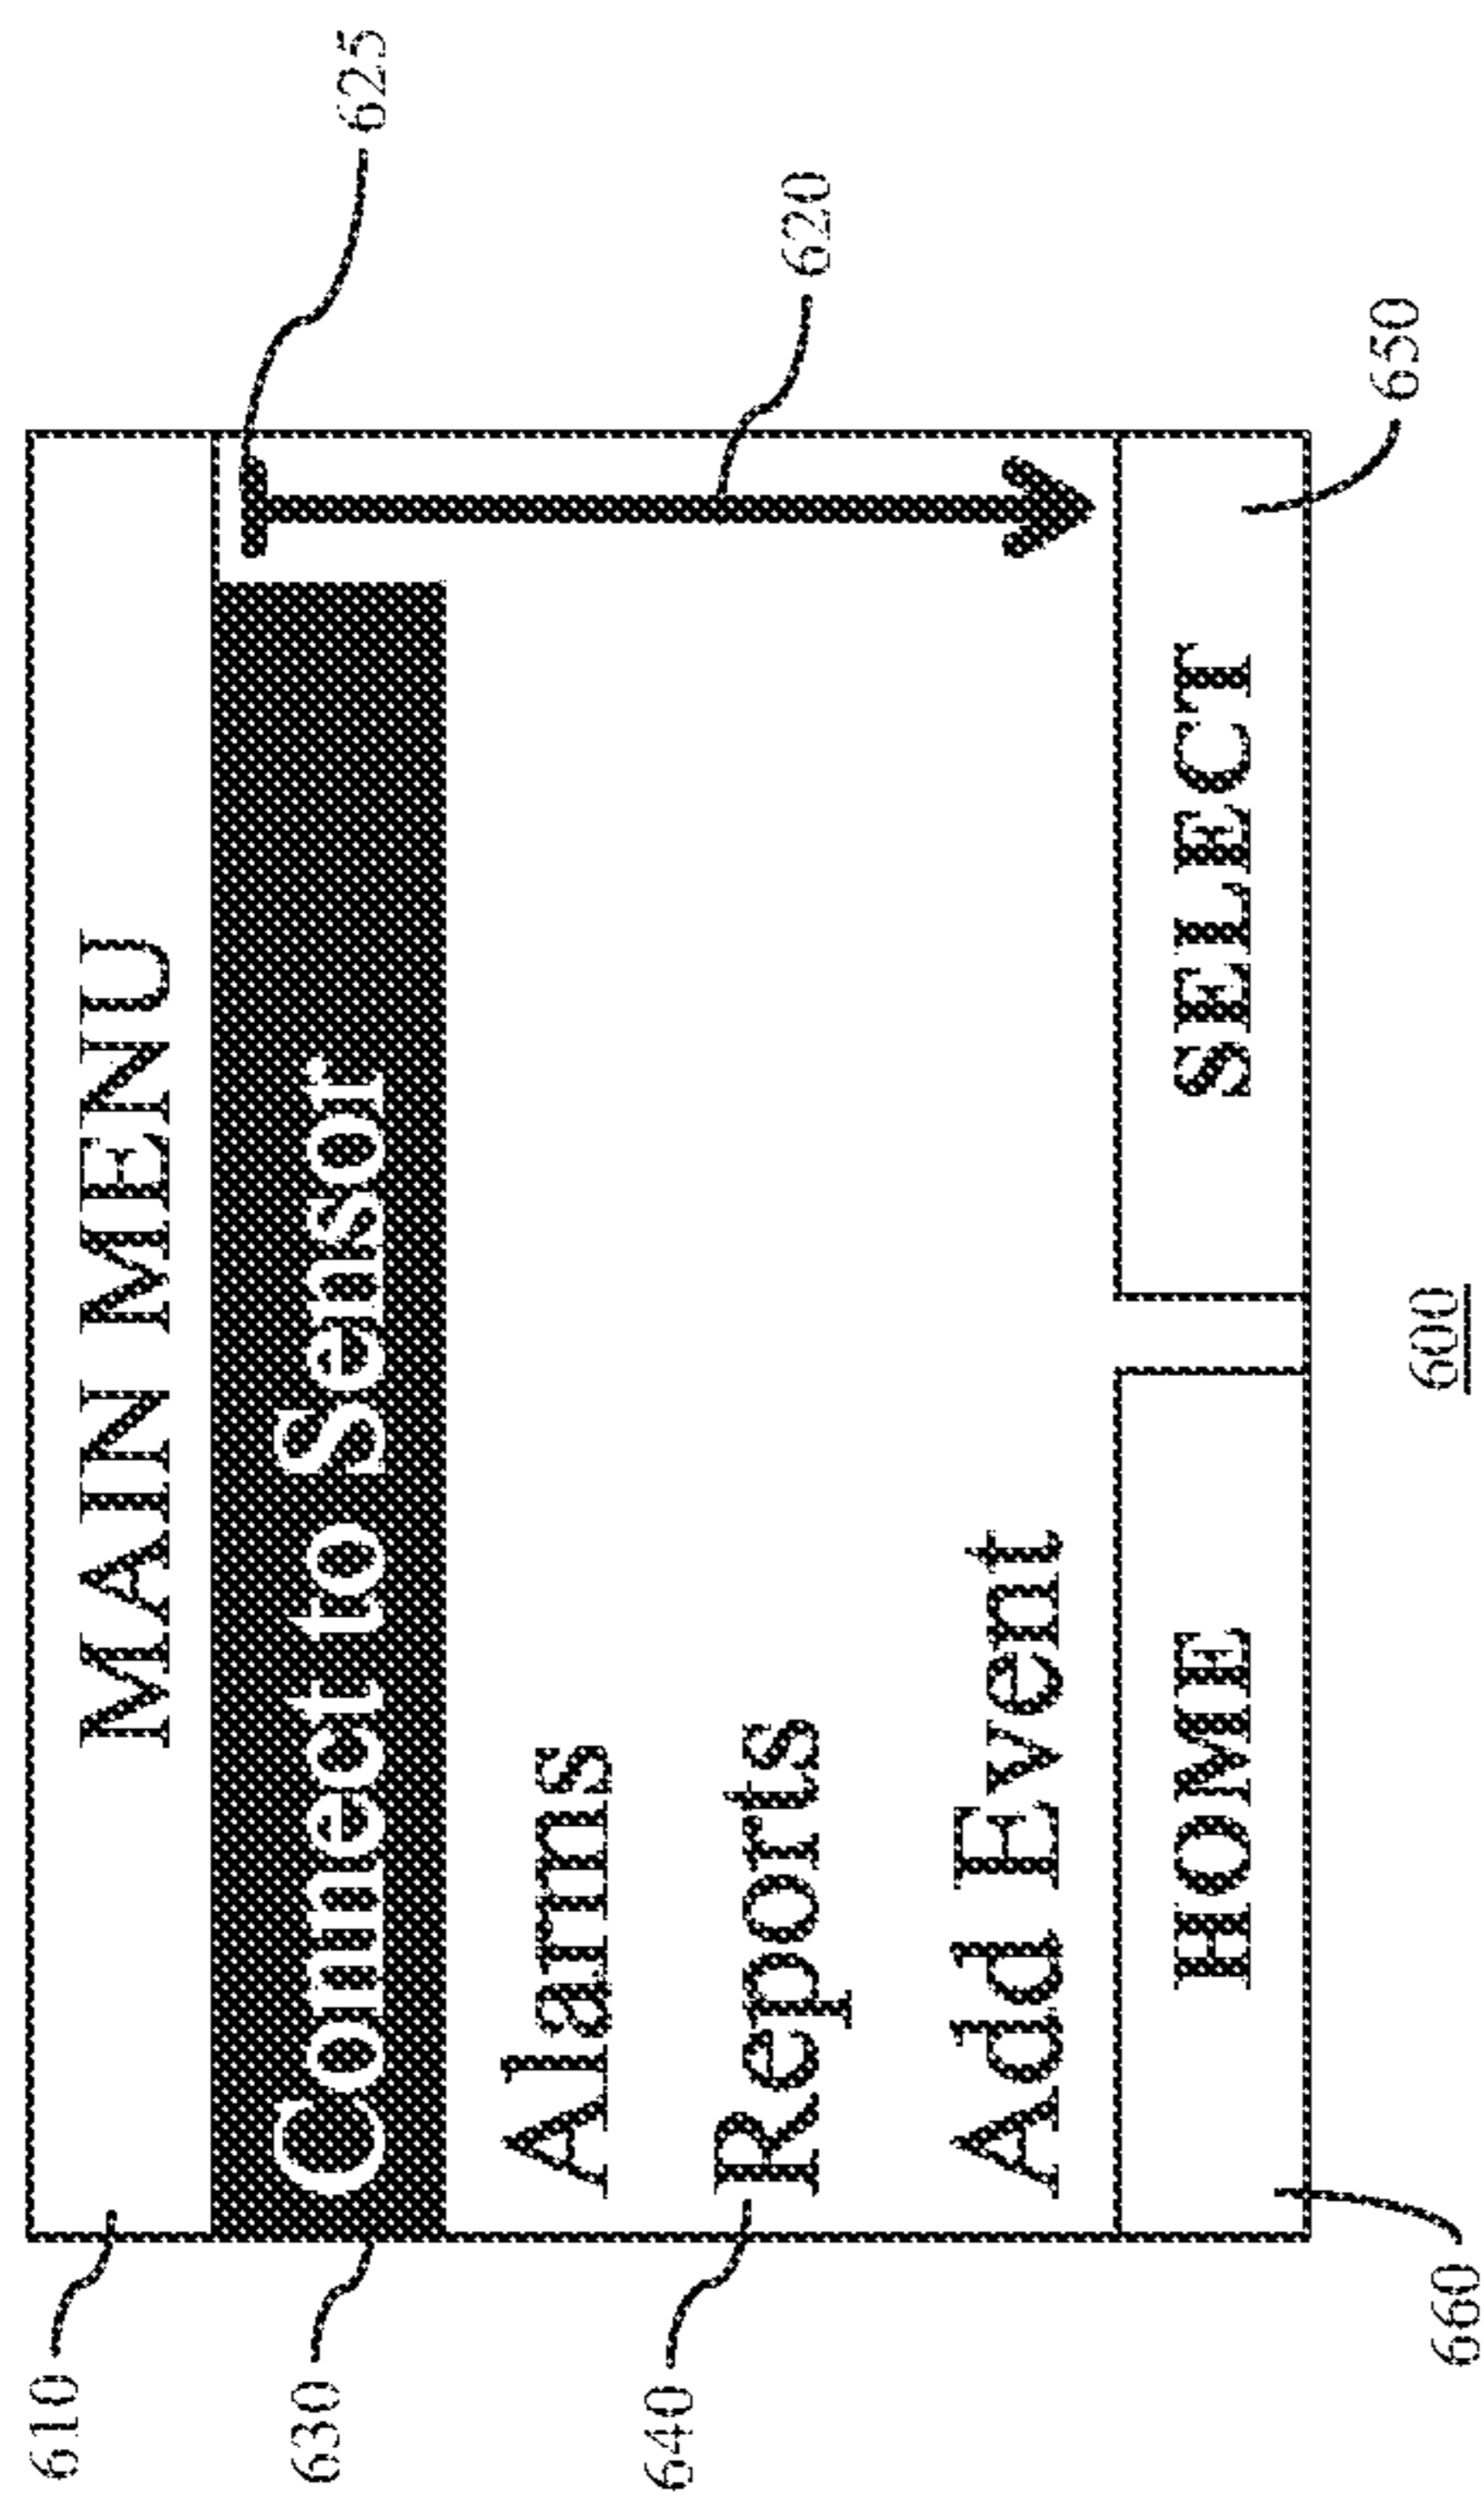 625
620
610
MAIN MENU
630
Connect to Sensor
Alarms
640
Reports
Add Event
HOME
SELECT
650
660
600